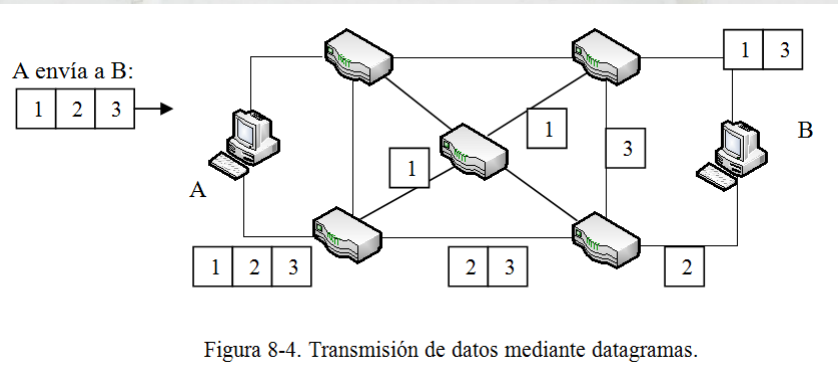 1 3
A envía a B:
1 2 3
B
1
3
1
A
1 2 3
2 3
2
Figura 8-4. Transmisión de datos mediante datagramas.